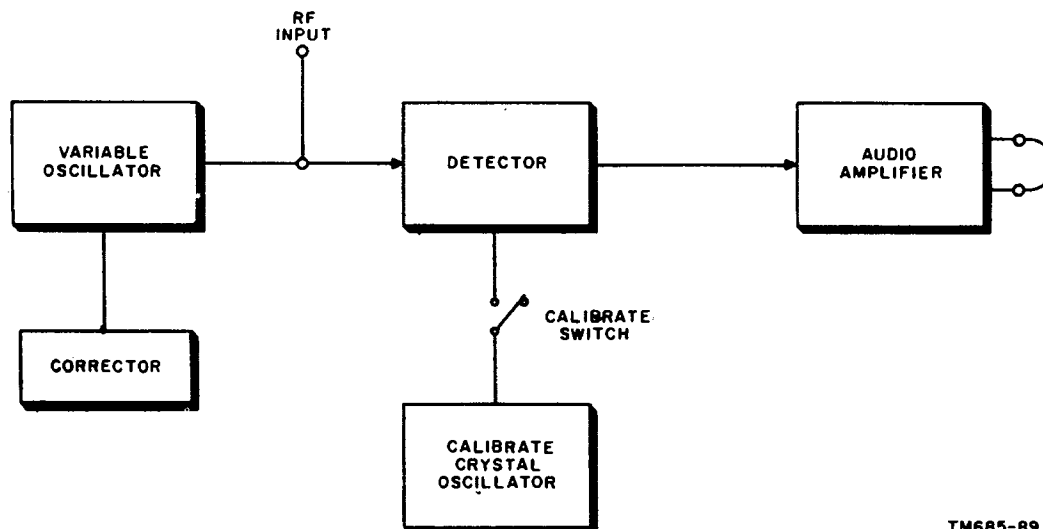 RF
INPUT
VARIABLE
OSCILLATOR
DETECTOR
AUDIO
AMPLIFIER
CALIBRATE
SWITCH
CORRECTOR
CALIBRATE
CRYSTAL
OSCILLATOR
TM685-89